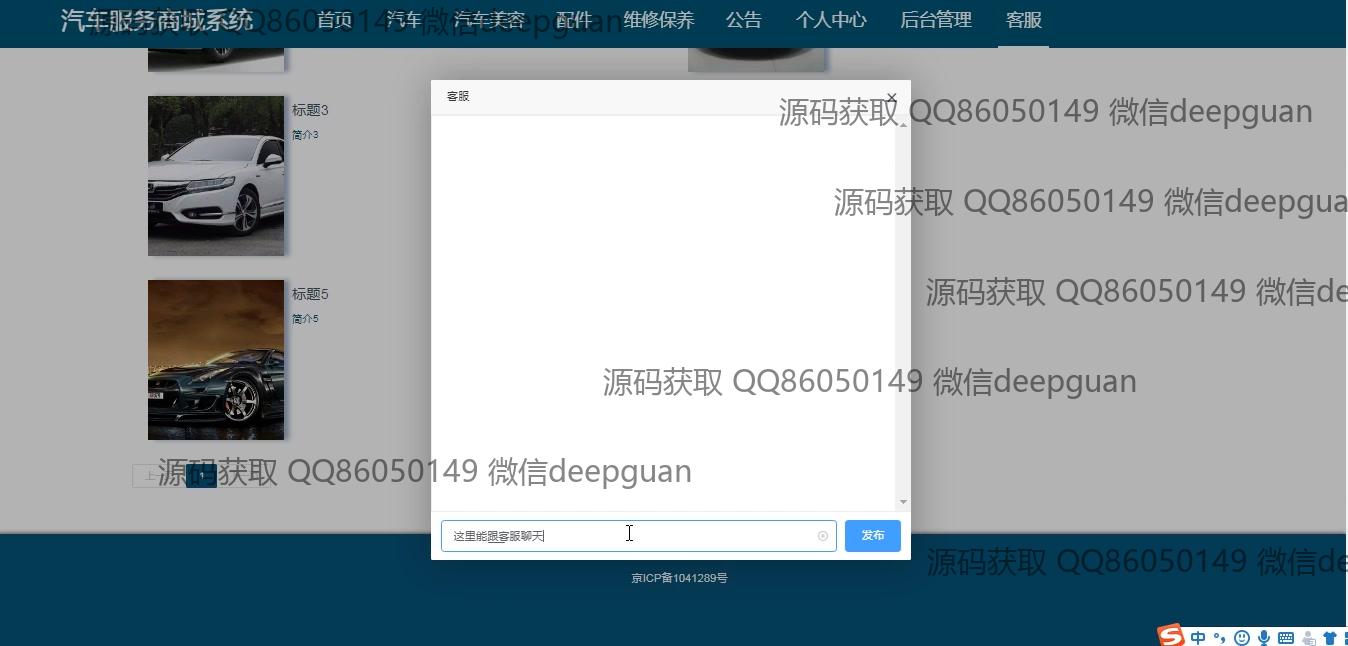 汽车服务商城系统 首页 汽车 汽车美容 配件 维修保养 公告 个人中心 后台管理 客服
源码获取 QQ86050149 微信deepguan
客服
源码获取 QQ86050149 微信deepguan
标题3
简介3
源码获取 QQ86050149 微信deepgua
标题5
源码获取 QQ86050149 微信de
简介5
源码获取 QQ86050149 微信deepguan
上一
1
源码获取 QQ86050149 微信deepguan
这里能跟客服聊天 发布
源码获取 QQ86050149 微信de
京ICP备1041289号
S 中